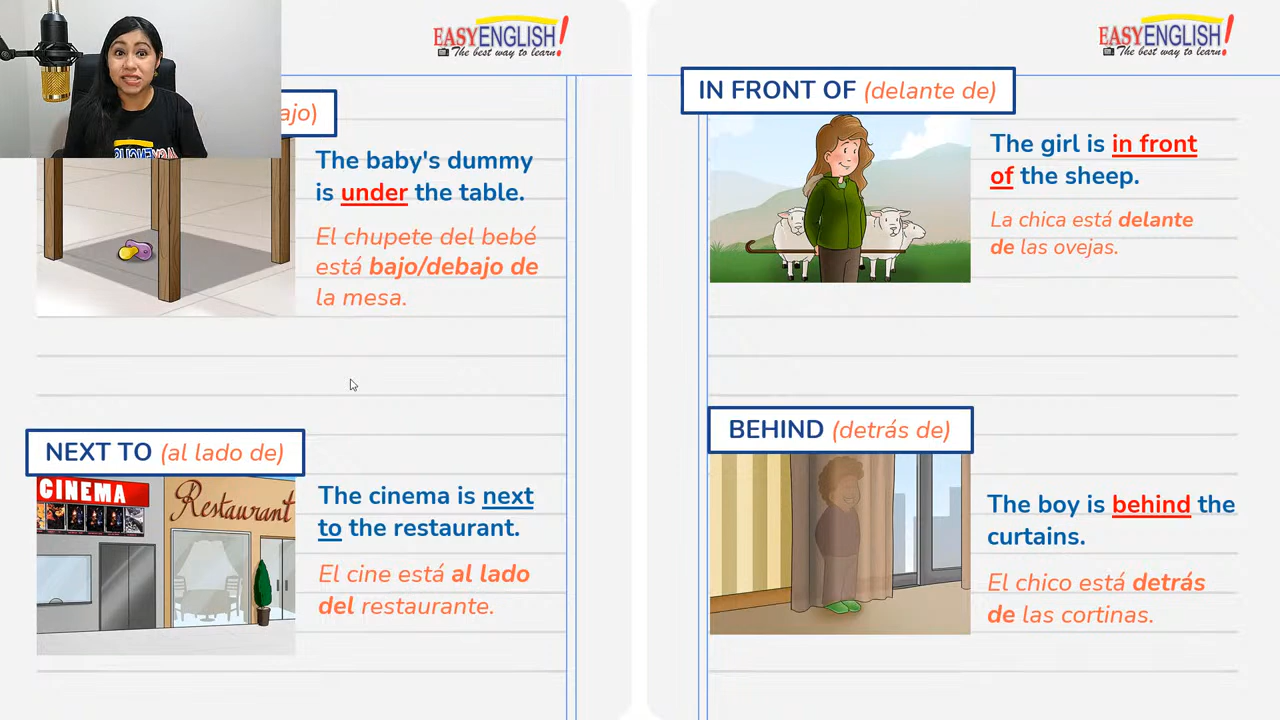 EASY ENGLISH!
The best way to learn!
ajo)
The baby's dummy
is under the table.
El chupete del bebé
está bajo/debajo de
la mesa.
NEXT TO (al lado de)
CINEMA
Restaurant
The cinema is next
to the restaurant.
El cine está al lado
del restaurante.
EASY ENGLISH!
The best way to learn!
IN FRONT OF (delante de)
The girl is in front
of the sheep.
La chica está delante
de las ovejas.
BEHIND (detrás de)
The boy is behind the
curtains.
El chico está detrás
de las cortinas.